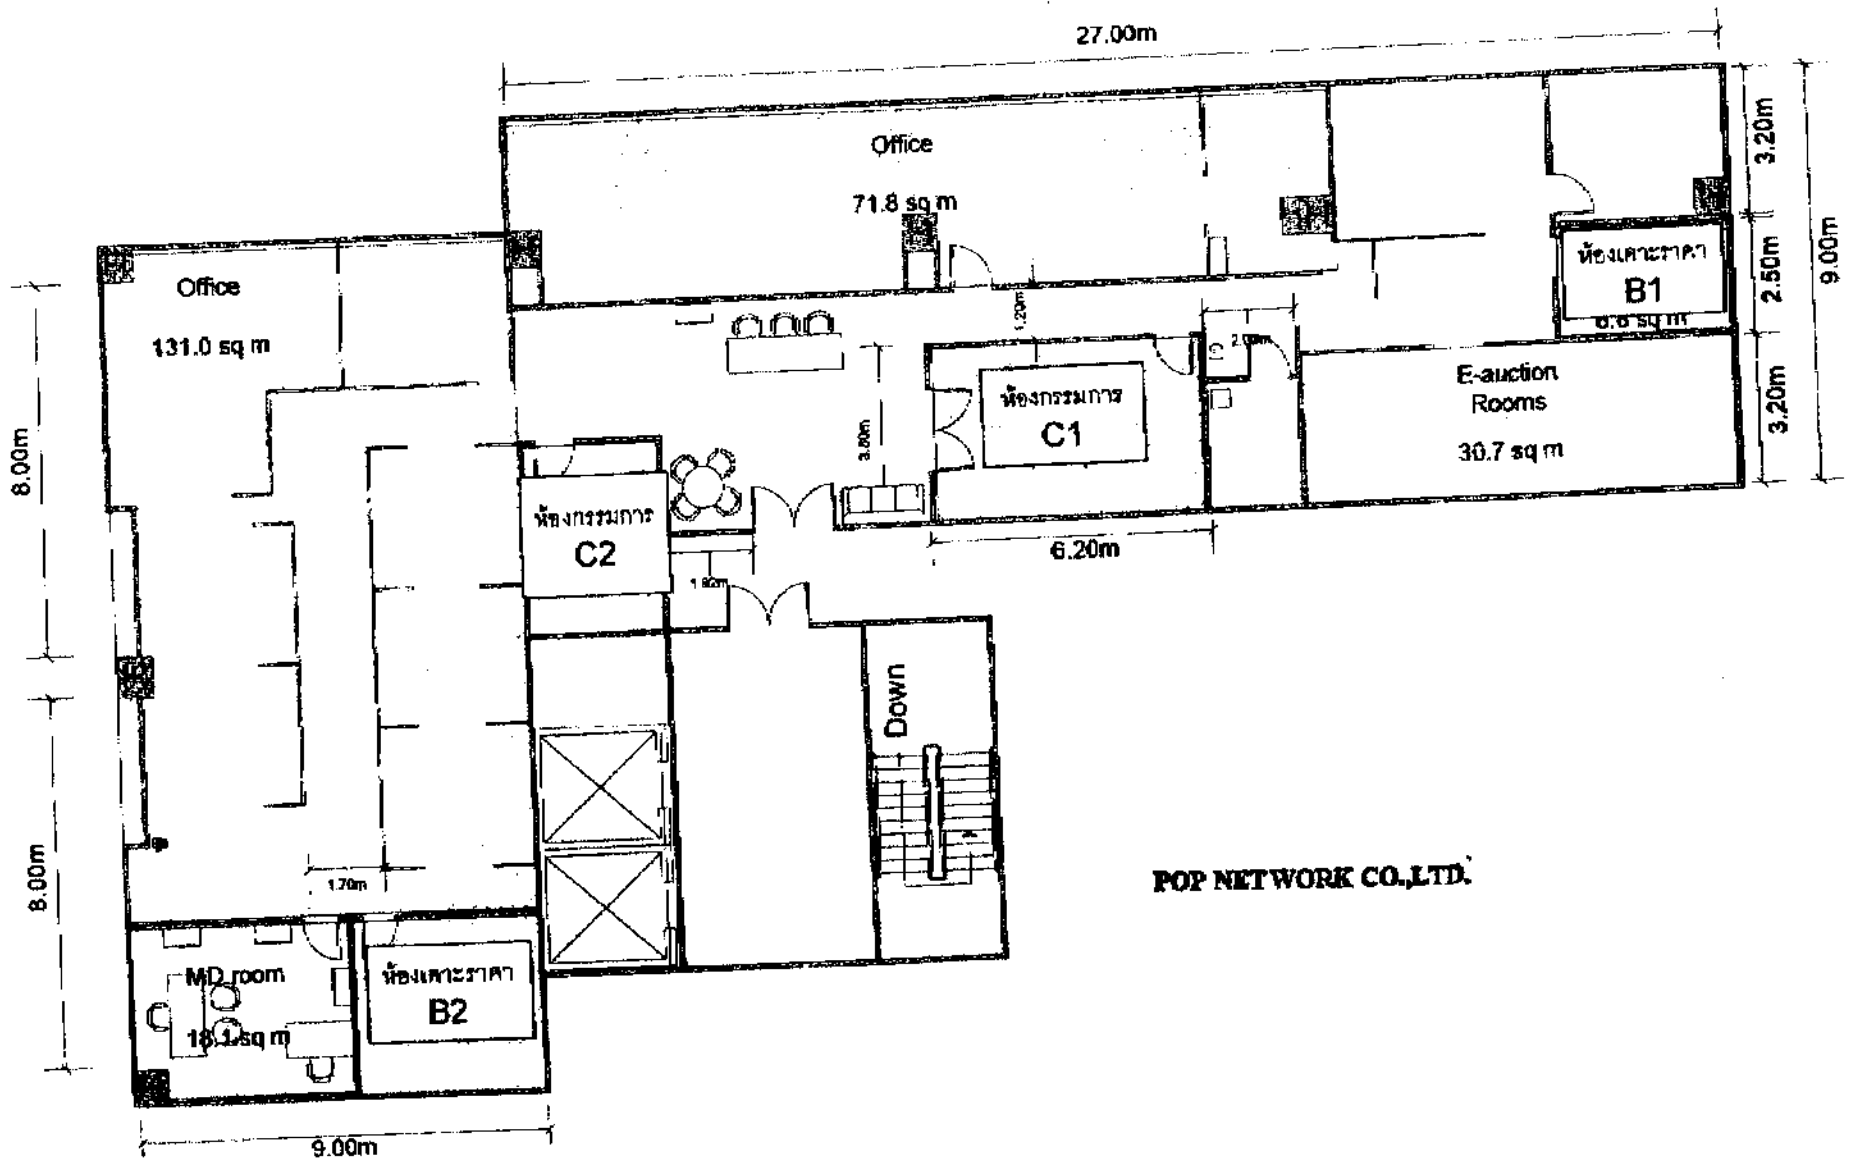 27.00m
Office
71.8 sq m
3.20m
9.00m
ห้องเคาะราคา
B1
2.50m
Office
131.0 sq m
1.20m
2.00m
E-auction
Rooms
30.7 sq m
3.20m
ห้องกรรมการ
C1
3.80m
8.00m
ห้องกรรมการ
C2
6.20m
Down
8.00m
1.70m
POP NETWORK CO.,LTD.
MD room
18.1 sq m
ห้องเคาะราคา
B2
9.00m